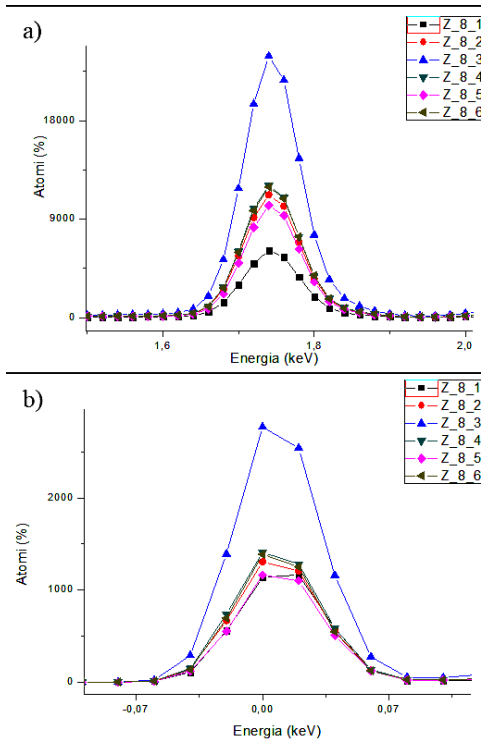 a)
Z_8_1
Z_8_2
Z_8_3
Z_8_4
Z_8_5
Z_8_6
18000
9000
0
Atomi (%)
1,6
1,8
2,0
Energia (keV)
b)
Z_8_1
Z_8_2
Z_8_3
Z_8_4
Z_8_5
Z_8_6
2000
1000
0
Atomi (%)
-0,07
0,00
0,07
Energia (keV)